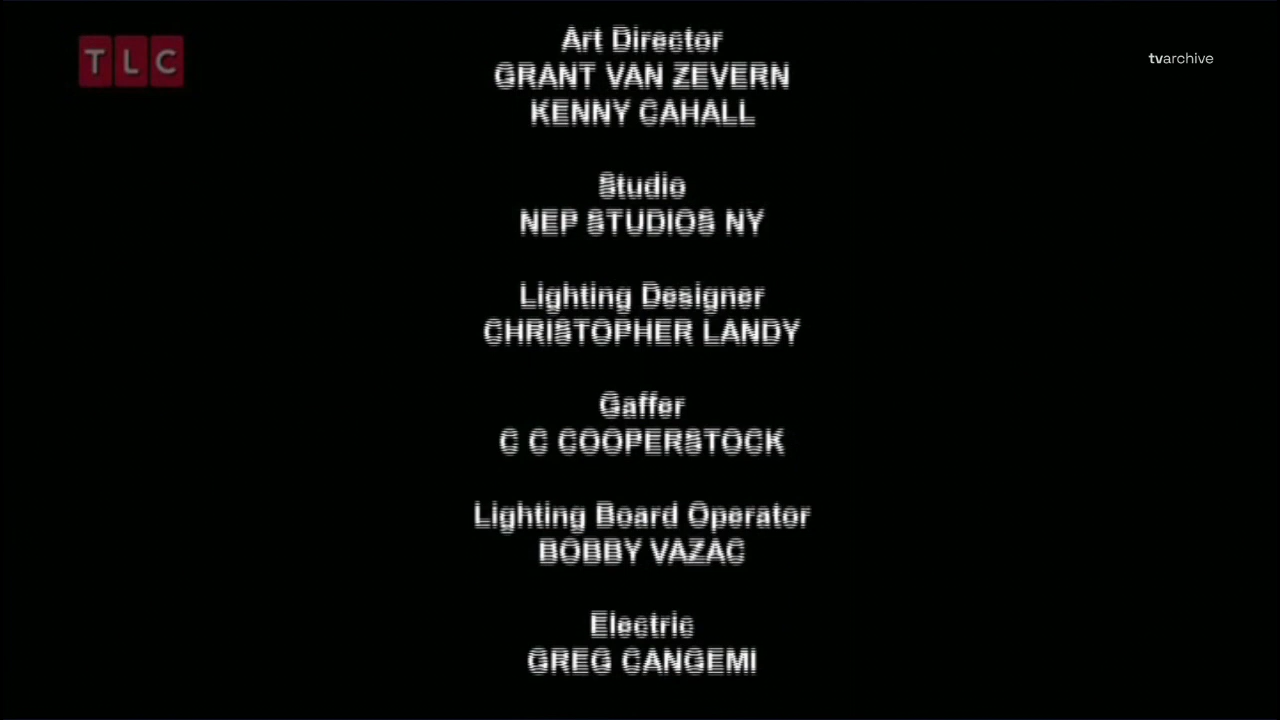 TLC
tvarchive
Art Director
GRANT VAN ZEVERN
KENNY CAHALL
Studio
NEP STUDIOS NY
Lighting Designer
CHRISTOPHER LANDY
Gaffer
C C COOPERSTOCK
Lighting Board Operator
BOBBY VAZAC
Electric
GREG CANGEMI